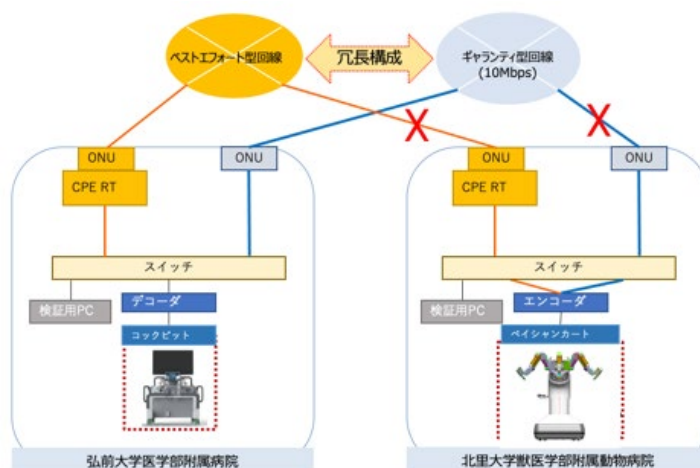 ベストエフォート型回線
冗長構成
ギャランティ型回線
(10Mbps)
X
X
ONU
ONU
ONU
ONU
CPE RT
CPE RT
スイッチ
スイッチ
検証用PC
デコーダ
検証用PC
エンコーダ
コックピット
ペイシャンカート
弘前大学医学部附属病院
北里大学獣医学部附属動物病院